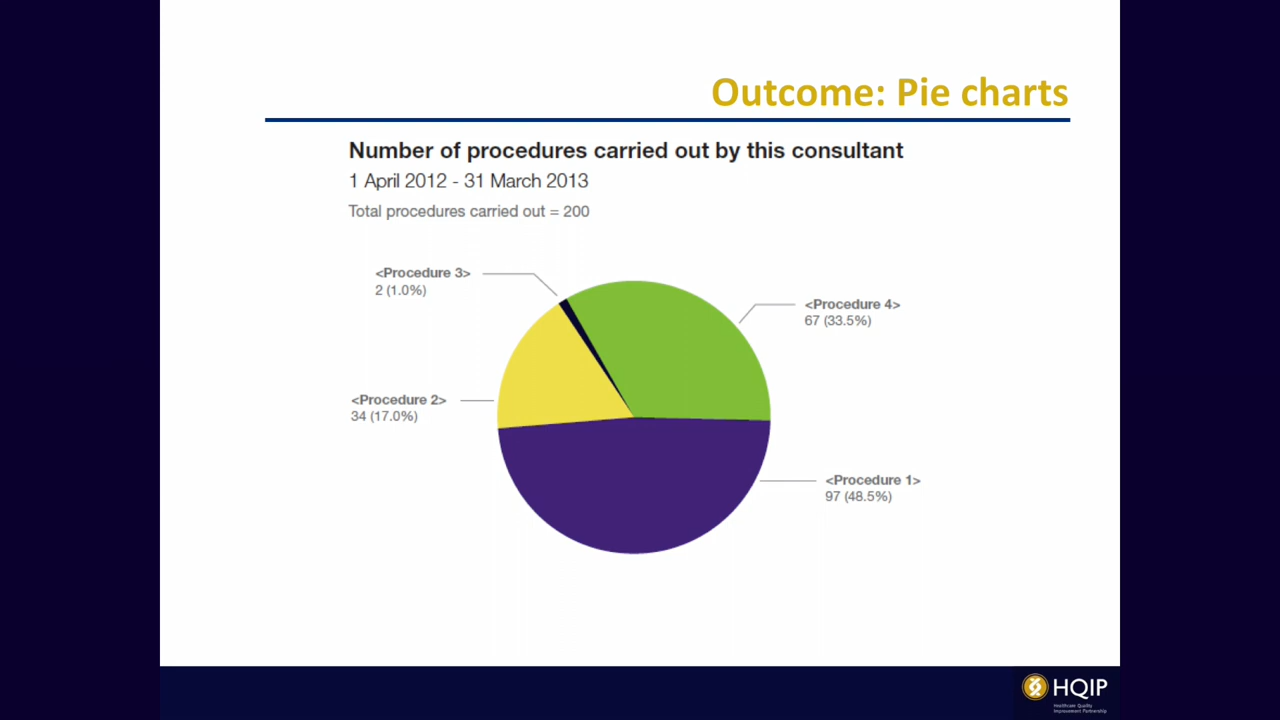 Outcome: Pie charts
Number of procedures carried out by this consultant
1 April 2012 - 31 March 2013
Total procedures carried out = 200
<Procedure 3>
2 (1.0%)
<Procedure 4>
67 (33.5%)
<Procedure 2>
34 (17.0%)
<Procedure 1>
97 (48.5%)
HQIP
Healthcare Quality
Improvement Partnership